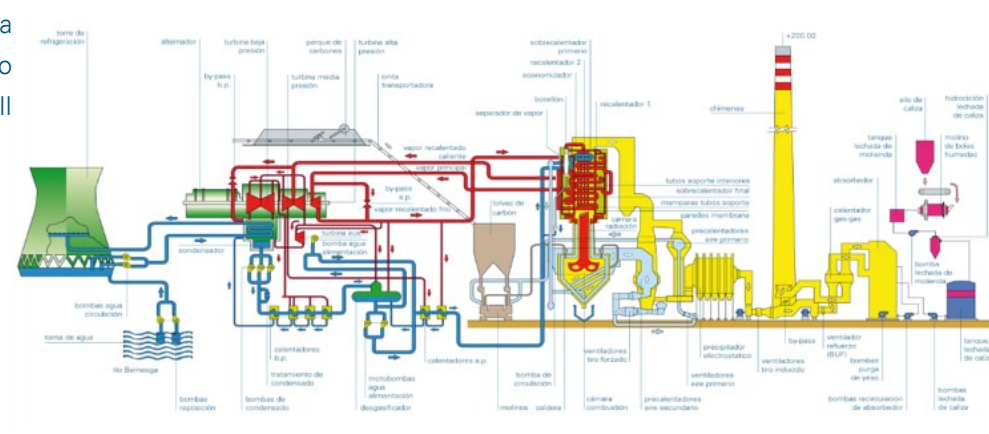 a
o
ll
torre de
refrigeración
alternador
turbina baja
presión
parque de
carbones
turbina alta
presión
sobrecalentador
primario
recalentador 2
economizador
+200.00
by-pass
b.p.
turbina media
presión
cinta
transportadora
botellón
separador de vapor
recalentador 1
chimenea
silo de
caliza
hidrociclón
lechada
de caliza
tanque
lechada de
molienda
molino
de bolas
humedas
vapor recalentado
caliente
vapor principal
by-pass
a.p.
vapor recalentado frío
tolvas de
carbón
tubos soporte interiores
sobrecalentador final
mamparas tubos soporte
paredes membrana
camara
radiación
precalentadores
aire primario
absorbedor
calentador
gas-gas
condensador
turbina aux.
bomba agua
alimentación
bomba
lechada de
molienda
bombas agua
circulación
toma de agua
río Bernesga
bombas
reposición
calentadores
b.p.
tratamiento de
condensado
bombas de
condensado
calentadores a.p.
motobombas
agua
alimentación
desgasificador
bomba de
circulación
molinos
caldera
cámara
combustión
ventiladores
tiro forzado
precalentadores
aire secundario
precipitador
electrostatico
ventiladores
aire primario
ventiladores
tiro inducido
by-pass
ventilador
refuerzo
(BUF)
bombas
purga
de yeso
bombas recirculación
de absorbedor
bombas
lechada
de caliza
tanque
lechada
de caliz